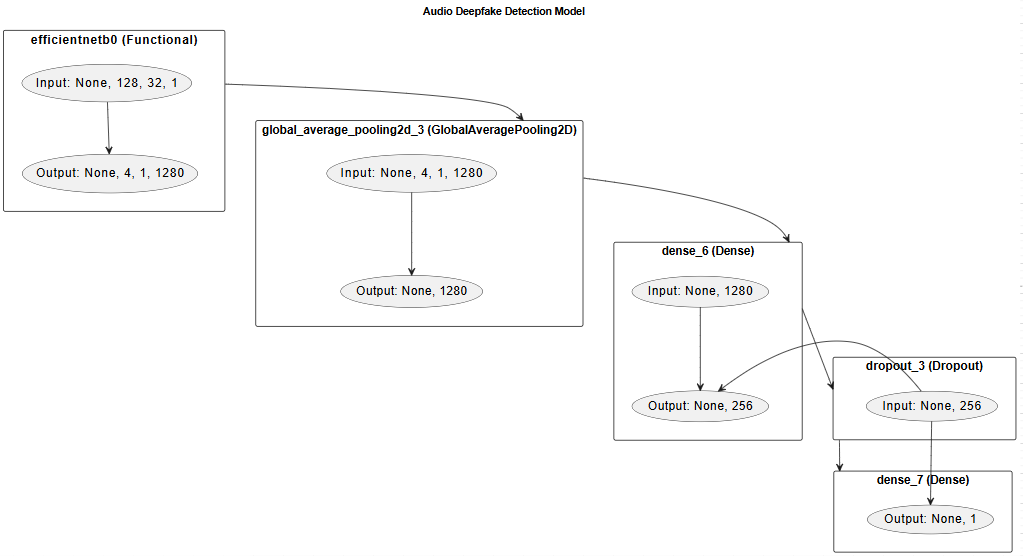 Audio Deepfake Detection Model
efficientnetb0 (Functional)
Input: None, 128, 32, 1
Output: None, 4, 1, 1280
global_average_pooling2d_3 (GlobalAveragePooling2D)
Input: None, 4, 1, 1280
Output: None, 1280
dense_6 (Dense)
Input: None, 1280
Output: None, 256
dropout_3 (Dropout)
Input: None, 256
dense_7 (Dense)
Output: None, 1